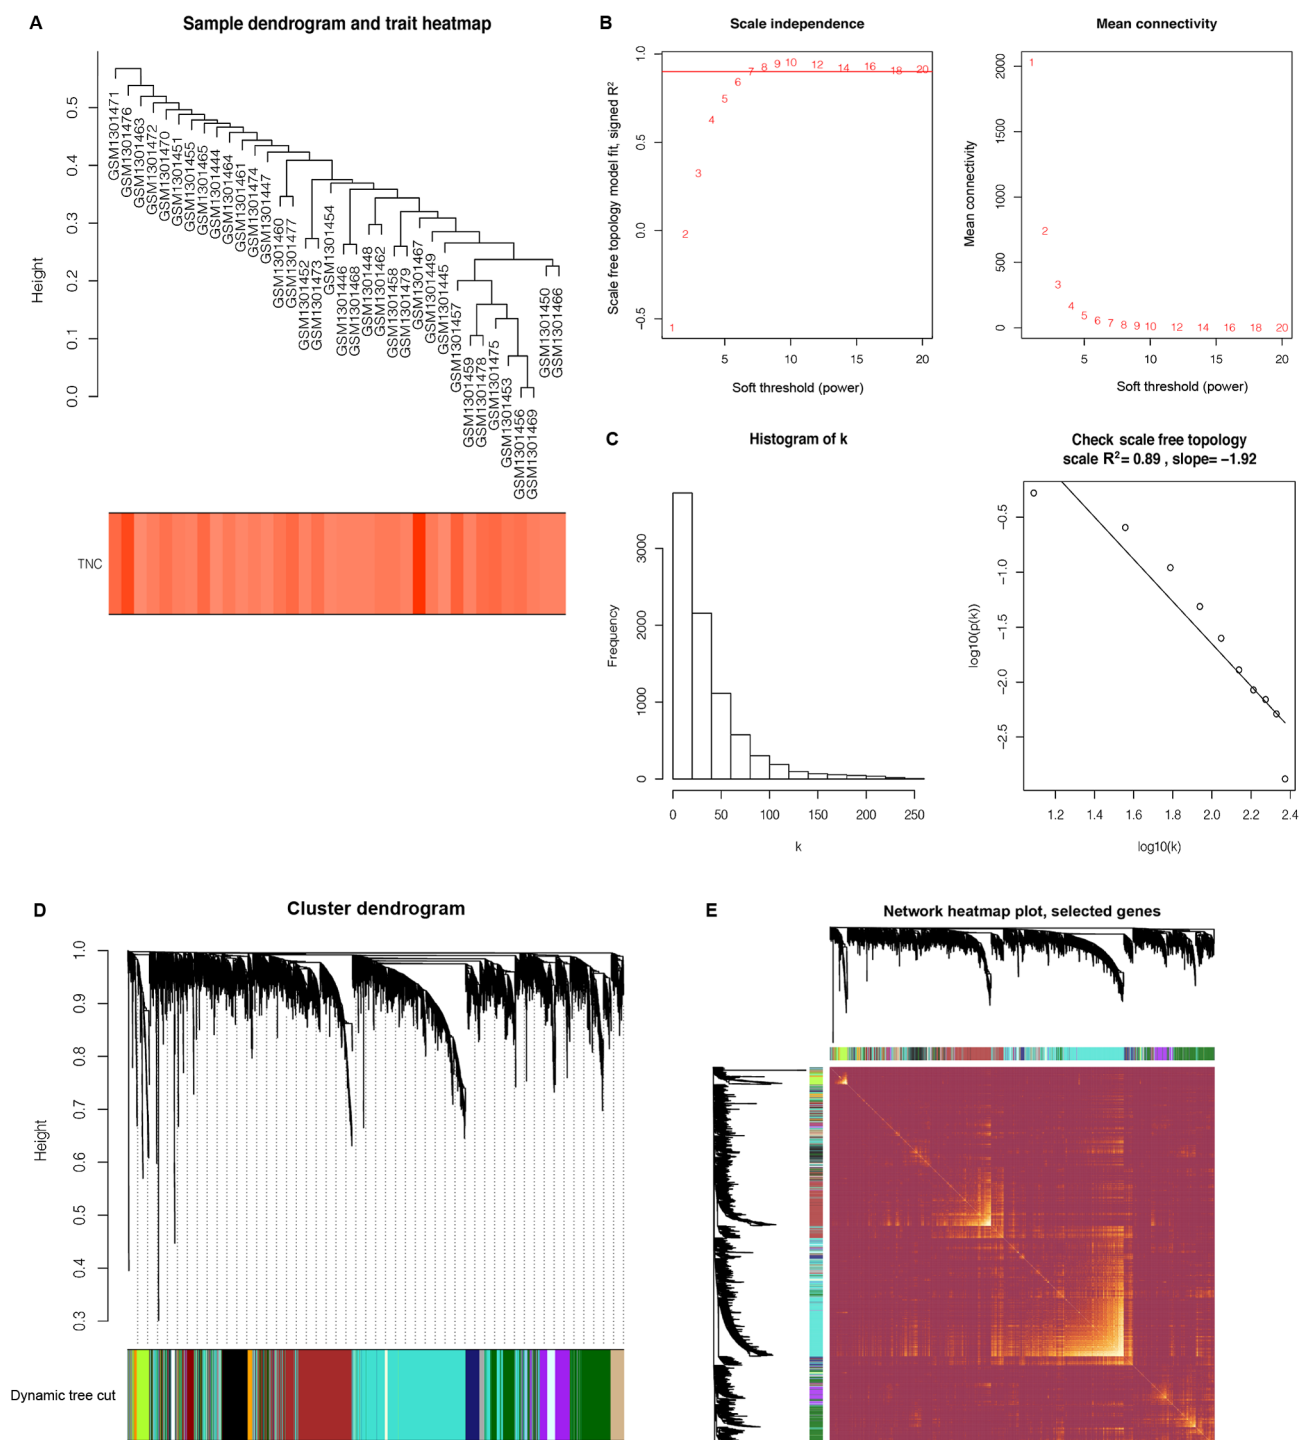 A
Sample dendrogram and trait heatmap
Height
0.5
0.4
0.3
0.2
0.1
0.0
GSM1301471
GSM1301476
GSM1301463
GSM1301472
GSM1301470
GSM1301451
GSM1301455
GSM1301465
GSM1301444
GSM1301464
GSM1301461
GSM1301474
GSM1301447
GSM1301460
GSM1301477
GSM1301452
GSM1301473
GSM1301454
GSM1301446
GSM1301468
GSM1301448
GSM1301462
GSM1301458
GSM1301479
GSM1301467
GSM1301449
GSM1301445
GSM1301457
GSM1301459
GSM1301478
GSM1301475
GSM1301453
GSM1301456
GSM1301469
GSM1301450
GSM1301466
TNC
B
Scale independence
Scale free topology model fit, signed R²
1.0
0.5
0.0
−0.5
1 2 3 4 5 6 7 8 9 10 12 14 16 18 20
5 10 15 20
Soft threshold (power)
Mean connectivity
Mean connectivity
2000
1500
1000
500
0
1 2 3 4 5 6 7 8 9 10 12 14 16 18 20
5 10 15 20
Soft threshold (power)
C
Histogram of k
Frequency
3000
2000
1000
0
0 50 100 150 200 250
k
Check scale free topology
scale R²= 0.89 , slope= −1.92
log10(p(k))
−0.5
−1.0
−1.5
−2.0
−2.5
1.2 1.4 1.6 1.8 2.0 2.2 2.4
log10(k)
D
Cluster dendrogram
Height
1.0
0.9
0.8
0.7
0.6
0.5
0.4
0.3
Dynamic tree cut
E
Network heatmap plot, selected genes